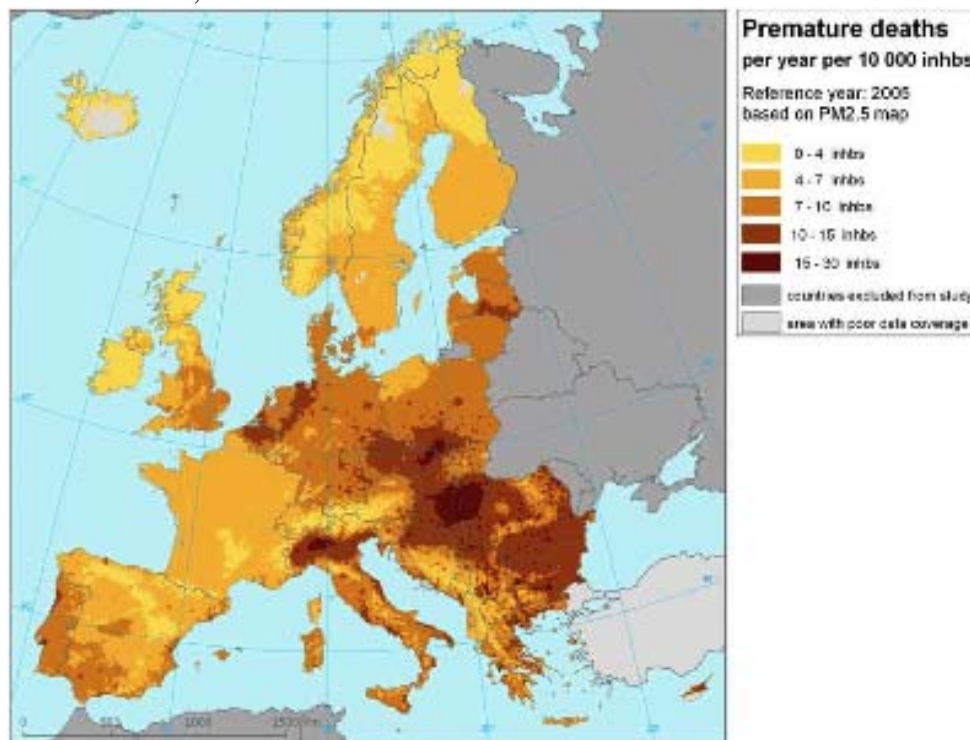 Premature deaths
per year per 10 000 inhbs
Reference year: 2005
based on PM2.5 map
0 - 4 inhbs
4 - 7 inhbs
7 - 10 inhbs
10 - 15 inhbs
15 - 30 inhbs
countries excluded from study
area with poor data coverage
0 500 1000 1500